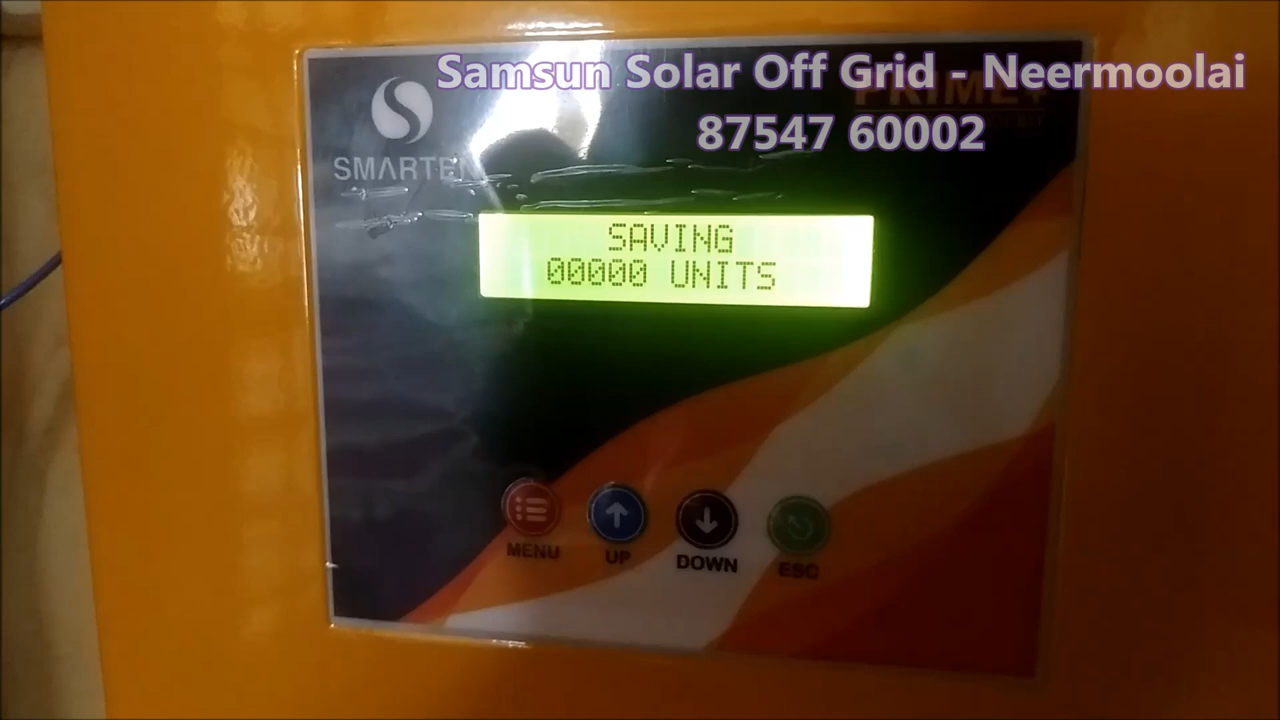 Samsun Solar Off Grid - Neermoolai
87547 60002
SMARTEN
PRIME+
SAVING
00000 UNITS
MENU
UP
DOWN
ESC